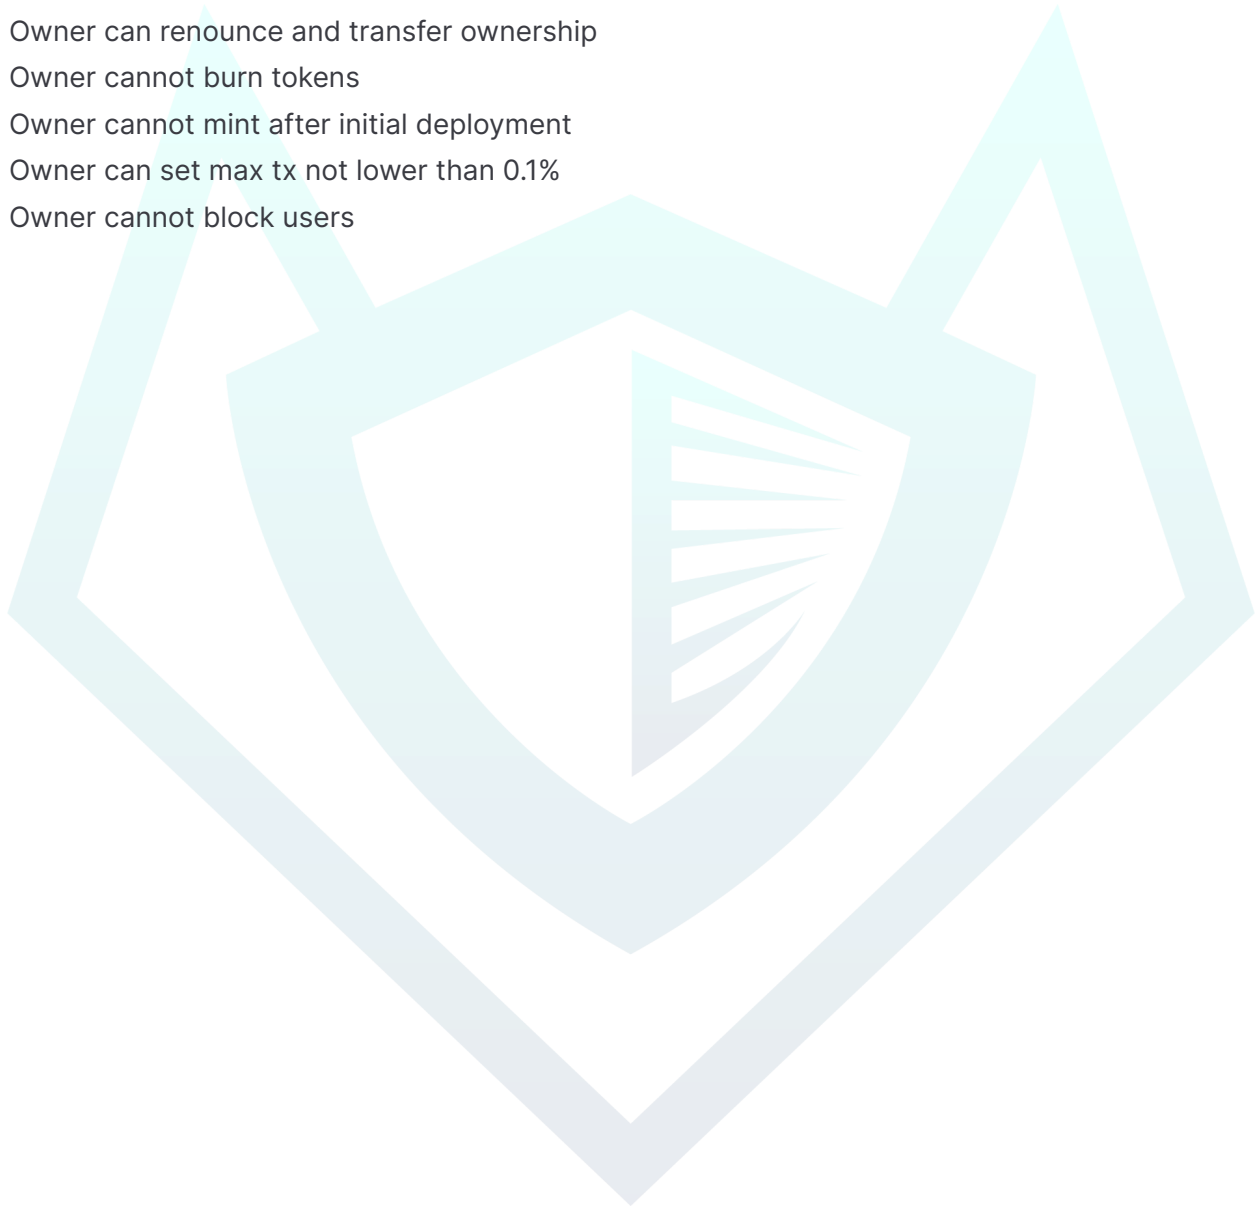 Owner can renounce and transfer ownership
Owner cannot burn tokens
Owner cannot mint after initial deployment
Owner can set max tx not lower than 0.1%
Owner cannot block users